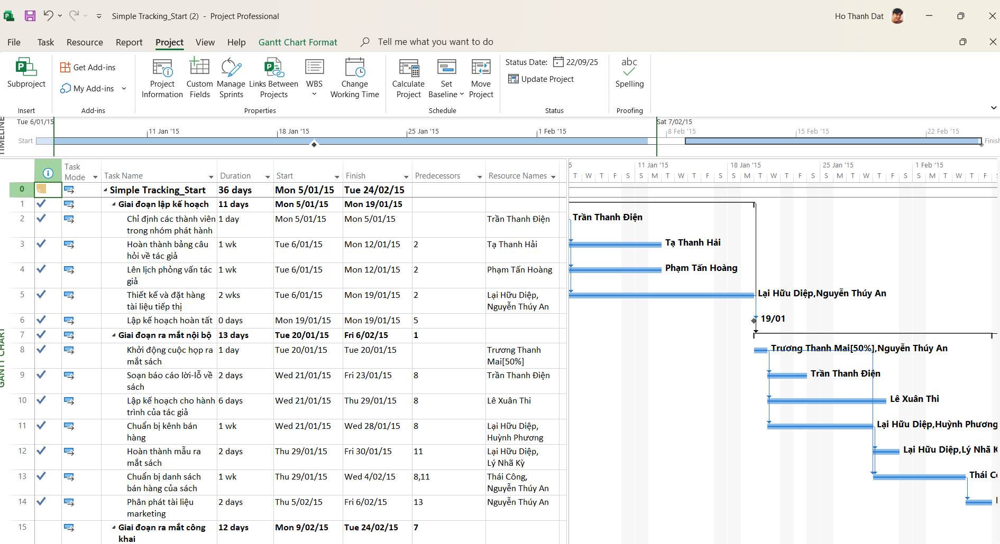 Simple Tracking_Start (2) - Project Professional
Ho Thanh Dat
File Task Resource Report Project View Help Gantt Chart Format Tell me what you want to do
Subproject
Insert
Get Add-ins
My Add-ins
Add-ins
Project Information
Custom Fields
Manage Sprints
Links Between Projects
WBS
Change Working Time
Properties
Calculate Project
Set Baseline
Move Project
Schedule
Status Date: 22/09/25
Update Project
Status
abc
Spelling
Proofing
TIMELINE
Tue 6/01/15
Sat 7/02/15
11 Jan '15 18 Jan '15 25 Jan '15 1 Feb '15 8 Feb '15 15 Feb '15 22 Feb '15
Start
Finish
GANTT CHART
Task Mode Task Name Duration Start Finish Predecessors Resource Names
0 Simple Tracking_Start 36 days Mon 5/01/15 Tue 24/02/15
1 Giai đoạn lập kế hoạch 11 days Mon 5/01/15 Mon 19/01/15
2 Chỉ định các thành viên trong nhóm phát hành 1 day Mon 5/01/15 Mon 5/01/15 Trần Thanh Điện
3 Hoàn thành bảng câu hỏi về tác giả 1 wk Tue 6/01/15 Mon 12/01/15 2 Tạ Thanh Hải
4 Lên lịch phỏng vấn tác giả 1 wk Tue 6/01/15 Mon 12/01/15 2 Phạm Tấn Hoàng
5 Thiết kế và đặt hàng tài liệu tiếp thị 2 wks Tue 6/01/15 Mon 19/01/15 2 Lại Hữu Diệp, Nguyễn Thúy An
6 Lập kế hoạch hoàn tất 0 days Mon 19/01/15 Mon 19/01/15 5
7 Giai đoạn ra mắt nội bộ 13 days Tue 20/01/15 Fri 6/02/15 1
8 Khởi động cuộc họp ra mắt sách 1 day Tue 20/01/15 Tue 20/01/15 Trương Thanh Mai[50%]
9 Soạn báo cáo lời-lỗ về sách 2 days Wed 21/01/15 Fri 23/01/15 8 Trần Thanh Điện
10 Lập kế hoạch cho hành trình của tác giả 6 days Wed 21/01/15 Thu 29/01/15 8 Lê Xuân Thi
11 Chuẩn bị kênh bán hàng 1 wk Wed 21/01/15 Wed 28/01/15 8 Lại Hữu Diệp, Huỳnh Phương
12 Hoàn thành mẫu ra mắt sách 2 days Thu 29/01/15 Fri 30/01/15 11 Lại Hữu Diệp, Lý Nhã Kỳ
13 Chuẩn bị danh sách bán hàng của sách 1 wk Thu 29/01/15 Wed 4/02/15 8,11 Thái Công, Nguyễn Thúy An
14 Phân phát tài liệu marketing 2 days Thu 5/02/15 Fri 6/02/15 13 Nguyễn Thúy An
15 Giai đoạn ra mắt công khai 12 days Mon 9/02/15 Tue 24/02/15 7
5 11 Jan '15 18 Jan '15 25 Jan '15 1 Feb '15
T W T F S S M T W T F S S M T W T F S S M T W T F S S M T W T F S
Trần Thanh Điện
Tạ Thanh Hải
Phạm Tấn Hoàng
Lại Hữu Diệp,Nguyễn Thúy An
19/01
Trương Thanh Mai[50%],Nguyễn Thúy An
Trần Thanh Điện
Lê Xuân Thi
Lại Hữu Diệp,Huỳnh Phương
Lại Hữu Diệp,Lý Nhã
Thái